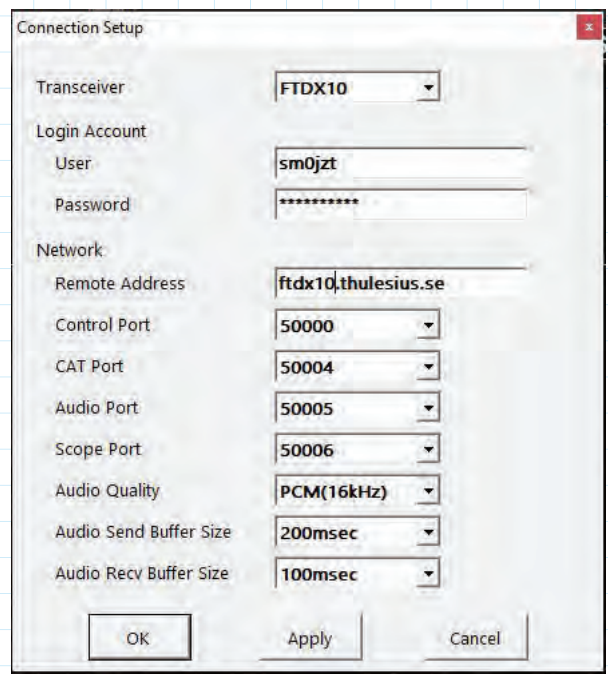 Connection Setup x
Transceiver FTDX10
Login Account
User sm0jzt
Password **********
Network
Remote Address ftdx10.thulesius.se
Control Port 50000
CAT Port 50004
Audio Port 50005
Scope Port 50006
Audio Quality PCM(16kHz)
Audio Send Buffer Size 200msec
Audio Recv Buffer Size 100msec
OK Apply Cancel